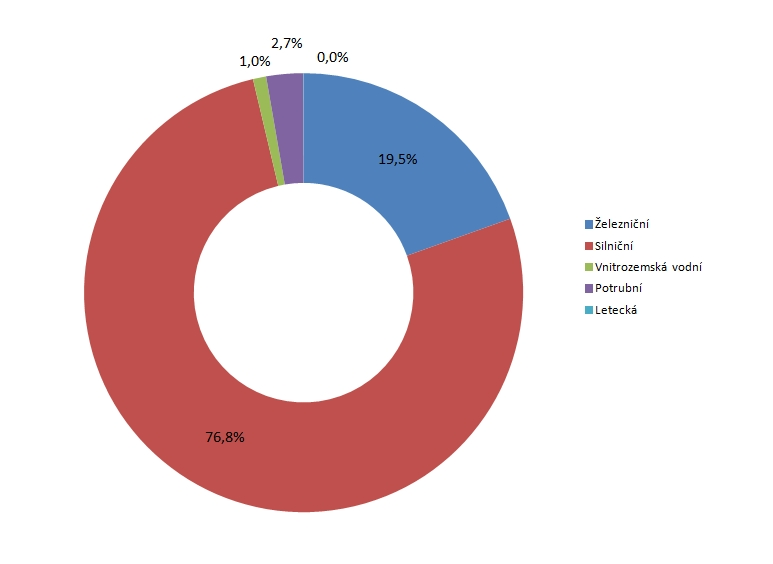 2,7%
0,0%
1,0%
19,5%
76,8%
Železniční
Silniční
Vnitrozemská vodní
Potrubní
Letecká